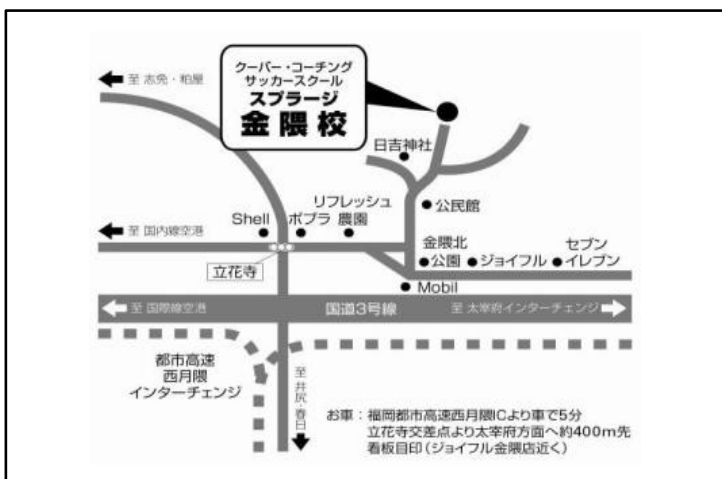 クーバー・コーチング
サッカースクール
スプラージ
金隈校
至 志免・粕屋
日吉神社
リフレッシュ
農園
Shell
ポプラ
公民館
至 国内線空港
立花寺
金隈北
公園
ジョイフル
セブン
イレブン
Mobil
至 国際線空港
国道3号線
至 太宰府インターチェンジ
都市高速
西月隈
インターチェンジ
至 井尻・春日
お車：福岡都市高速西月隈ICより車で5分
立花寺交差点より太宰府方面へ約400m先
看板目印（ジョイフル金隈店近く）